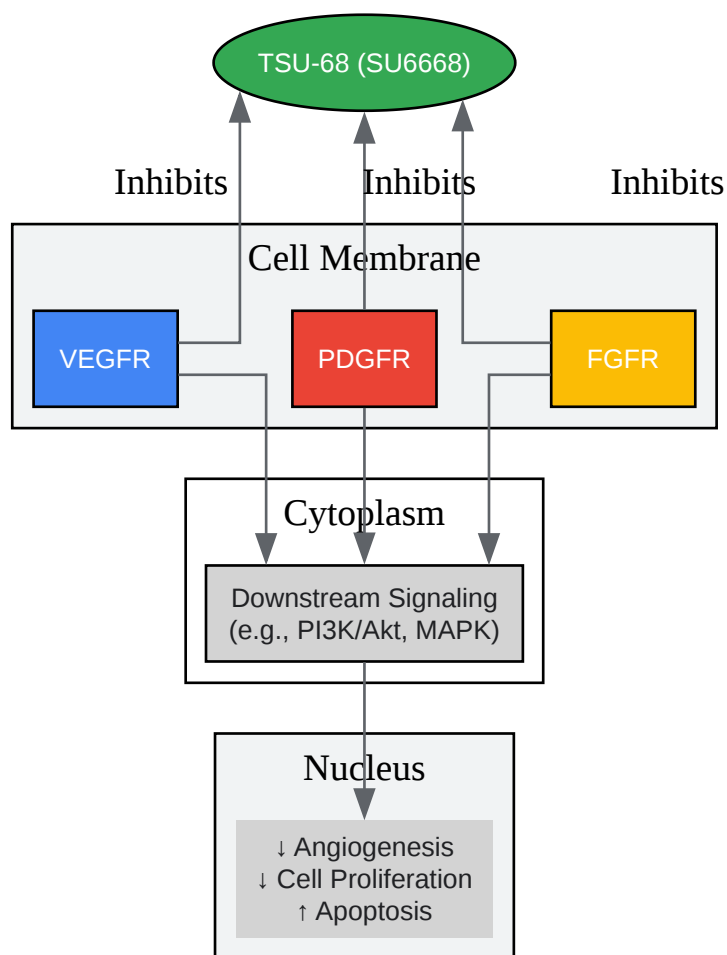 TSU-68 (SU6668)
Inhibits
Inhibits
Inhibits
Cell Membrane
VEGFR
PDGFR
FGFR
Cytoplasm
Downstream Signaling
(e.g., PI3K/Akt, MAPK)
Nucleus
↓ Angiogenesis
↓ Cell Proliferation
↑ Apoptosis